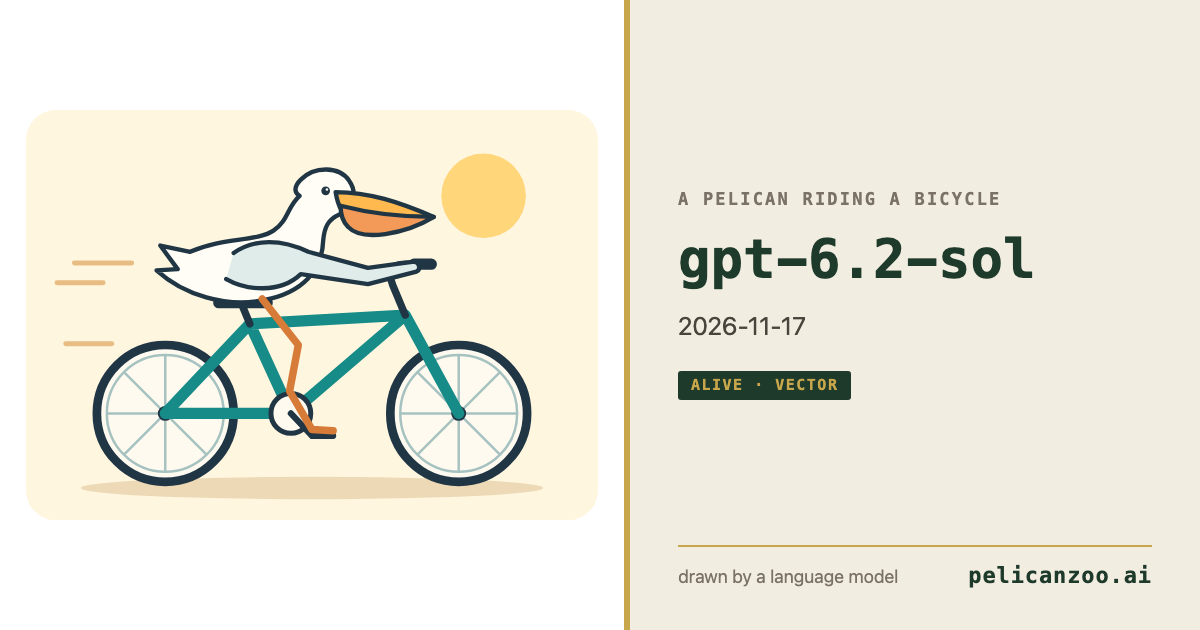 A PELICAN RIDING A BICYCLE
gpt-6.2-sol
2026-11-17
ALIVE · VECTOR
drawn by a language model
pelicanzoo.ai